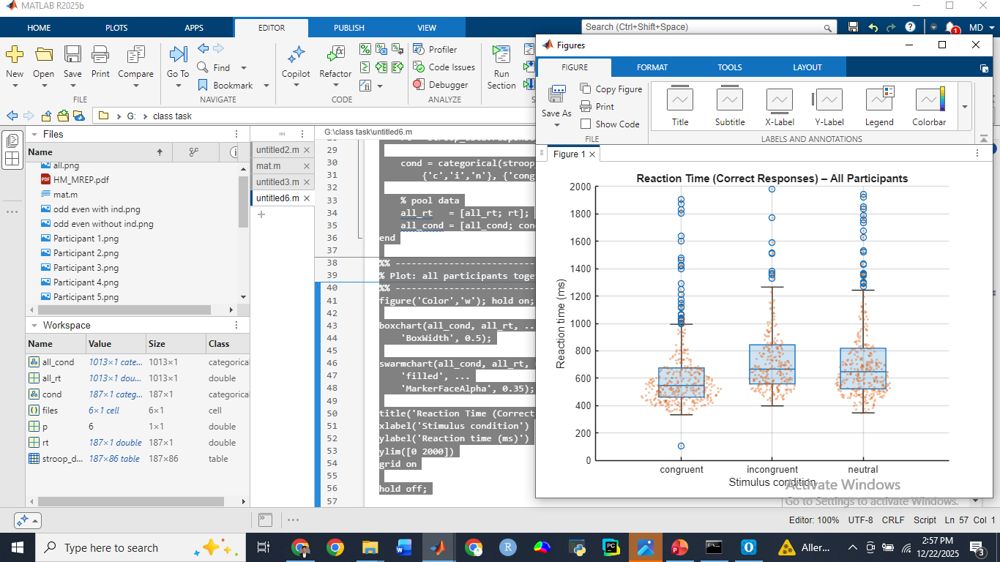 MATLAB R2025b
HOME PLOTS APPS EDITOR PUBLISH VIEW
Search (Ctrl+Shift+Space)
1
MD
New Open Save Print Compare
FILE
Go To Find Bookmark
NAVIGATE
Copilot Refactor
CODE
Profiler
Code Issues
Debugger
ANALYZE
Run
Section
G: class task
Files
Name
all.png
PDF HM_MREP.pdf
mat.m
odd even with ind.png
odd even without ind.png
Participant 1.png
Participant 2.png
Participant 3.png
Participant 4.png
Participant 5.png
Workspace
Name Value Size Class
all_cond 1013×1 cate... 1013×1 categorica
all_rt 1013×1 dou... 1013×1 double
cond 187×1 categ... 187×1 categorica
files 6×1 cell 6×1 cell
p 6 1×1 double
rt 187×1 double 187×1 double
stroop_d... 187×86 table 187×86 table
untitled2.m
mat.m
untitled3.m
untitled6.m
G:\class task\untitled6.m
29
30 cond = categorical(stroop_
31 {'c','i','n'}, {'cong
32
33 % pool data
34 all_rt = [all_rt; rt];
35 all_cond = [all_cond; con
36 end
37
38 %% ---------------------------
39 % Plot: all participants toge
40 %% ---------------------------
41 figure('Color','w'); hold on;
42
43 boxchart(all_cond, all_rt, ...
44 'BoxWidth', 0.5);
45
46 swarmchart(all_cond, all_rt,
47 'filled', ...
48 'MarkerFaceAlpha', 0.35);
49
50 title('Reaction Time (Correct
51 xlabel('Stimulus condition')
52 ylabel('Reaction time (ms)')
53 ylim([0 2000])
54 grid on
55
56 hold off;
57
Figures
FIGURE FORMAT TOOLS LAYOUT
Save As
Copy Figure
Print
Show Code
FILE
Title Subtitle X-Label Y-Label Legend Colorbar
LABELS AND ANNOTATIONS
Figure 1
Reaction Time (Correct Responses) – All Participants
Reaction time (ms)
2000
1800
1600
1400
1200
1000
800
600
400
200
0
congruent incongruent neutral
Stimulus condition
Activate Windows
Go to Settings to activate Windows.
Editor: 100% UTF-8 CRLF Script Ln 57 Col 1
Type here to search
Aller...
2:57 PM
12/22/2025
3